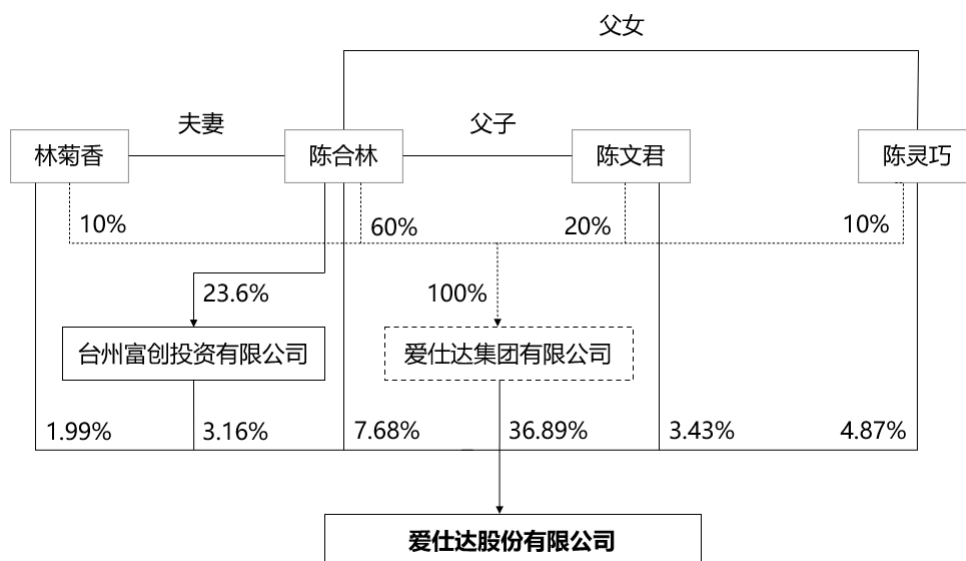 父女
夫妻
父子
林菊香
陈合林
陈文君
陈灵巧
10%
60%
20%
10%
23.6%
100%
台州富创投资有限公司
爱仕达集团有限公司
1.99%
3.16%
7.68%
36.89%
3.43%
4.87%
爱仕达股份有限公司